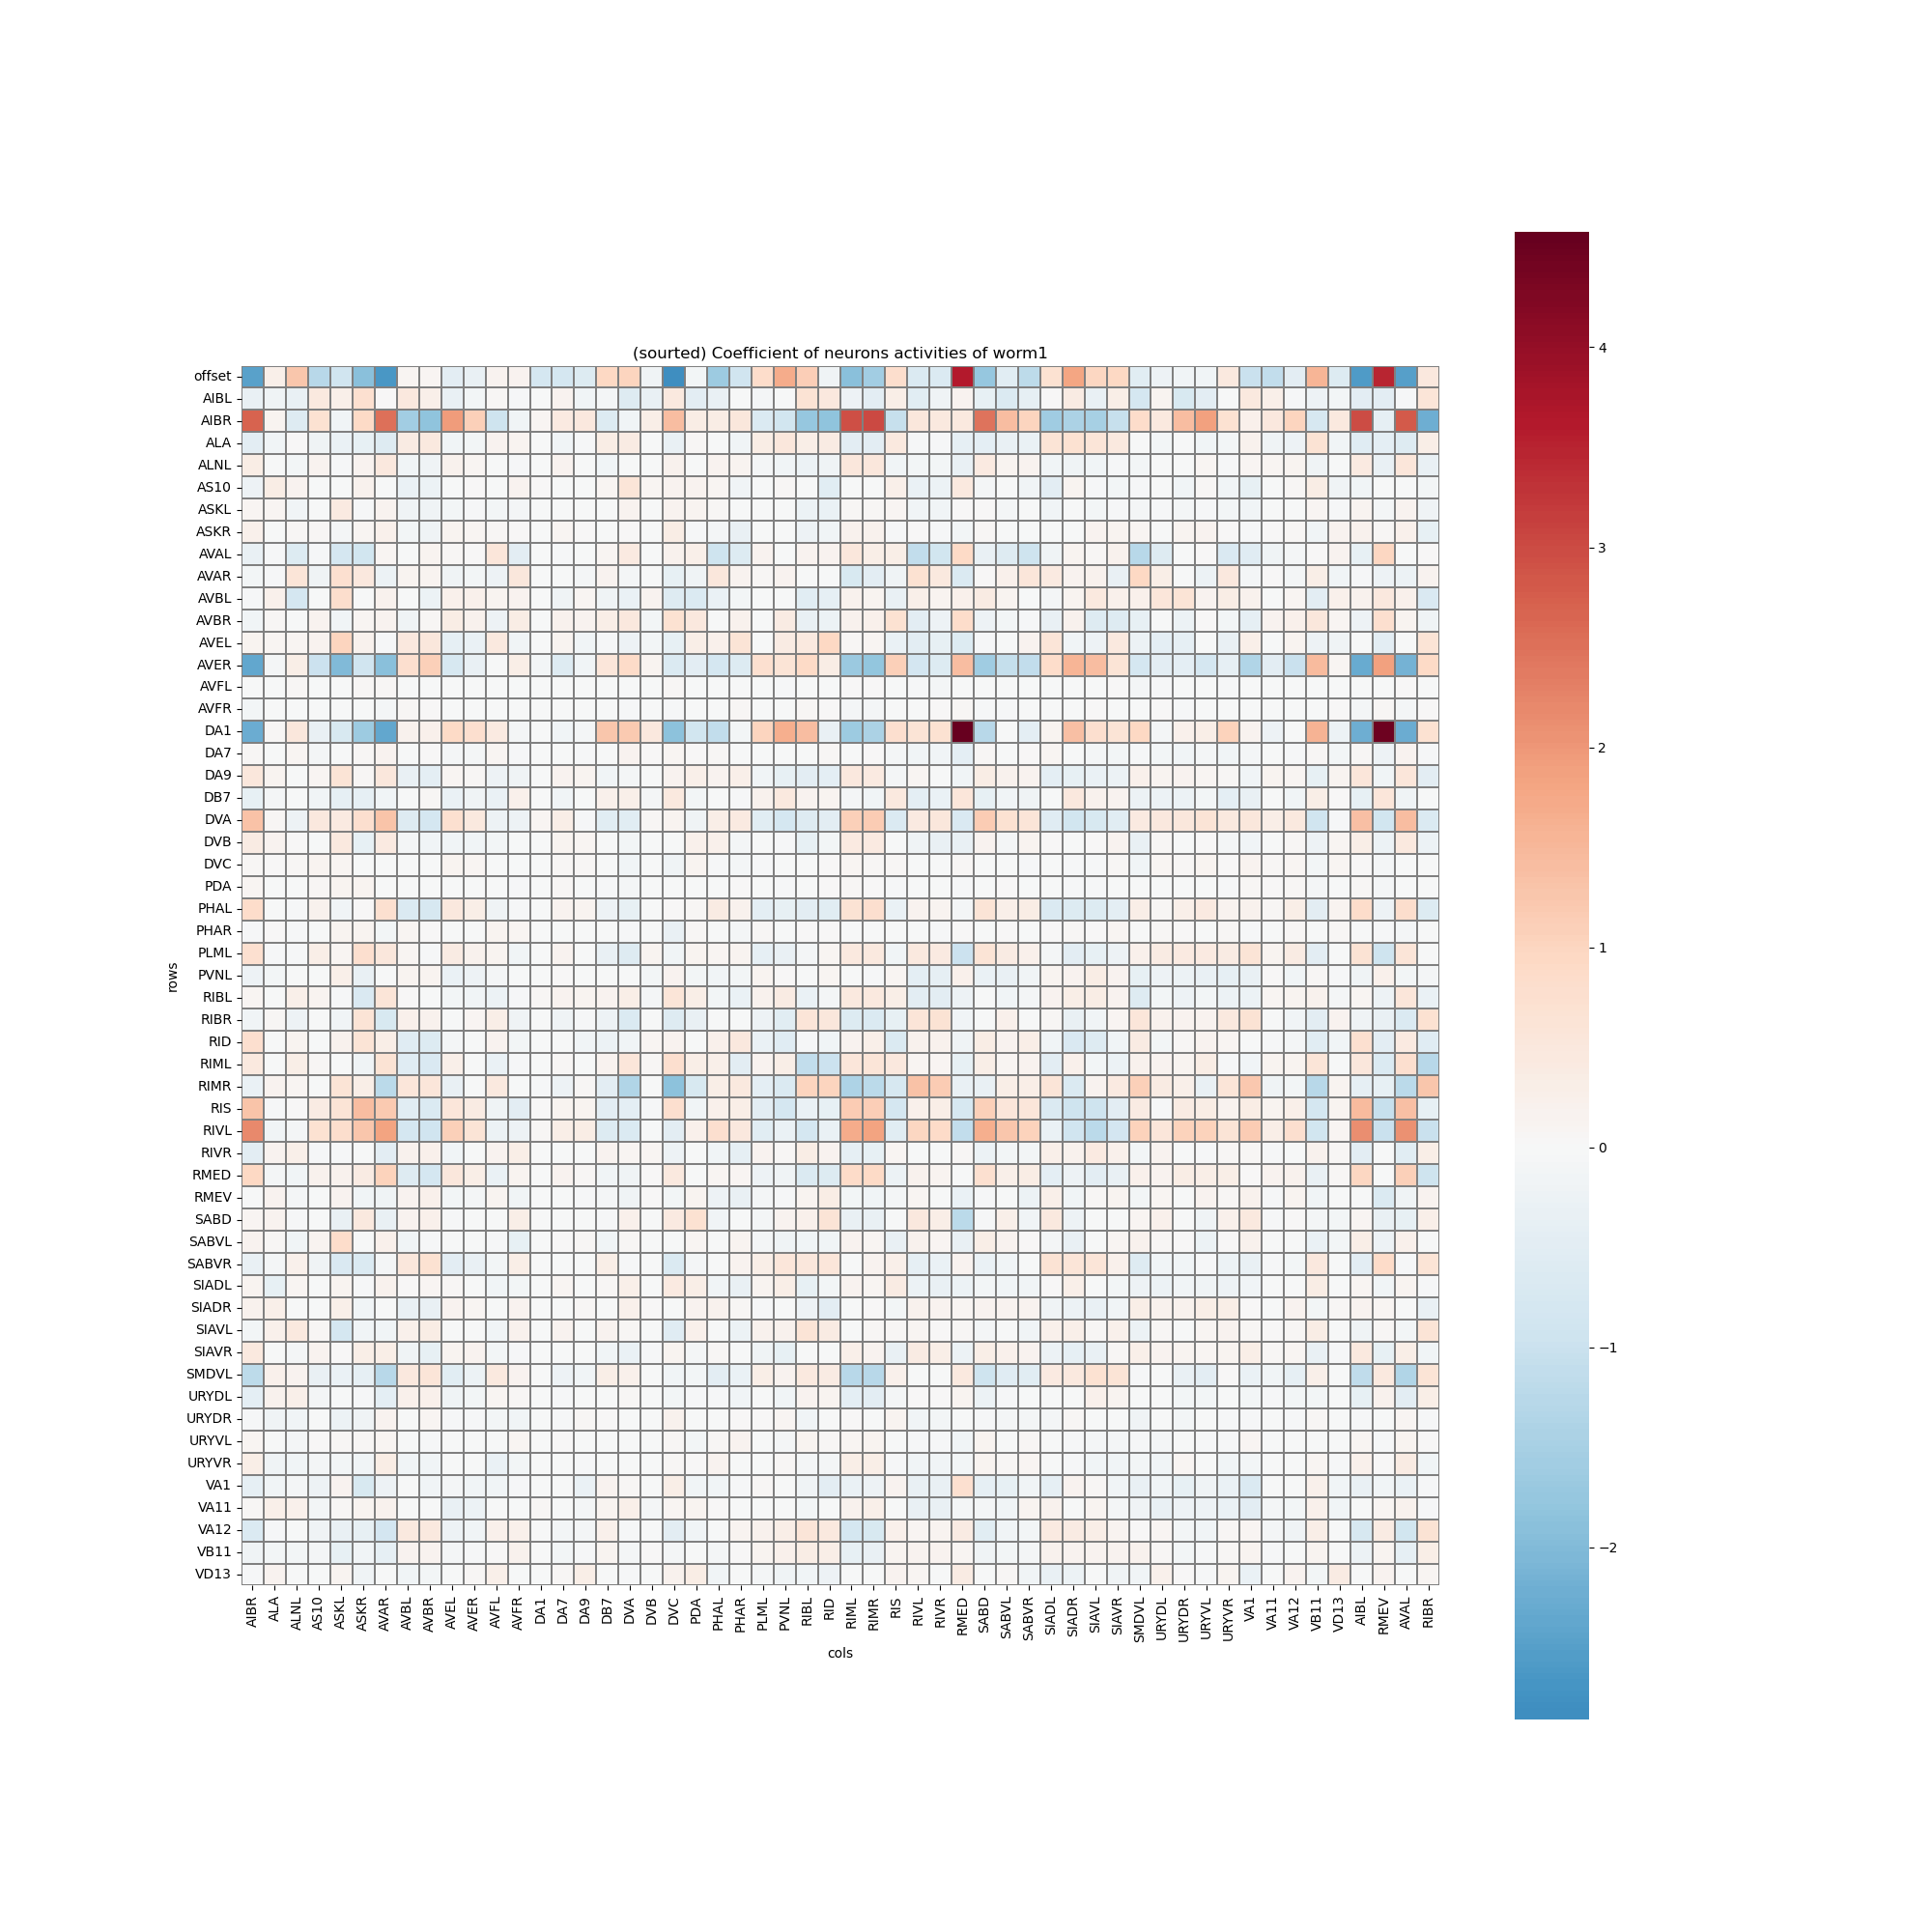 (sourted) Coefficient of neurons activities of worm1
offset
AIBL
AIBR
ALA
ALNL
AS10
ASKL
ASKR
AVAL
AVAR
AVBL
AVBR
AVEL
AVER
AVFL
AVFR
DA1
DA7
DA9
DB7
DVA
DVB
DVC
PDA
PHAL
PHAR
PLML
PVNL
RIBL
RIBR
RID
RIML
RIMR
RIS
RIVL
RIVR
RMED
RMEV
SABD
SABVL
SABVR
SIADL
SIADR
SIAVL
SIAVR
SMDVL
URYDL
URYDR
URYVL
URYVR
VA1
VA11
VA12
VB11
VD13
rows
AIBR
ALA
ALNL
AS10
ASKL
ASKR
AVAR
AVBL
AVBR
AVEL
AVER
AVFL
AVFR
DA1
DA7
DA9
DB7
DVA
DVB
DVC
PDA
PHAL
PHAR
PLML
PVNL
RIBL
RID
RIML
RIMR
RIS
RIVL
RIVR
RMED
SABD
SABVL
SABVR
SIADL
SIADR
SIAVL
SIAVR
SMDVL
URYDL
URYDR
URYVL
URYVR
VA1
VA11
VA12
VB11
VD13
AIBL
RMEV
AVAL
RIBR
cols
4
3
2
1
0
−1
−2